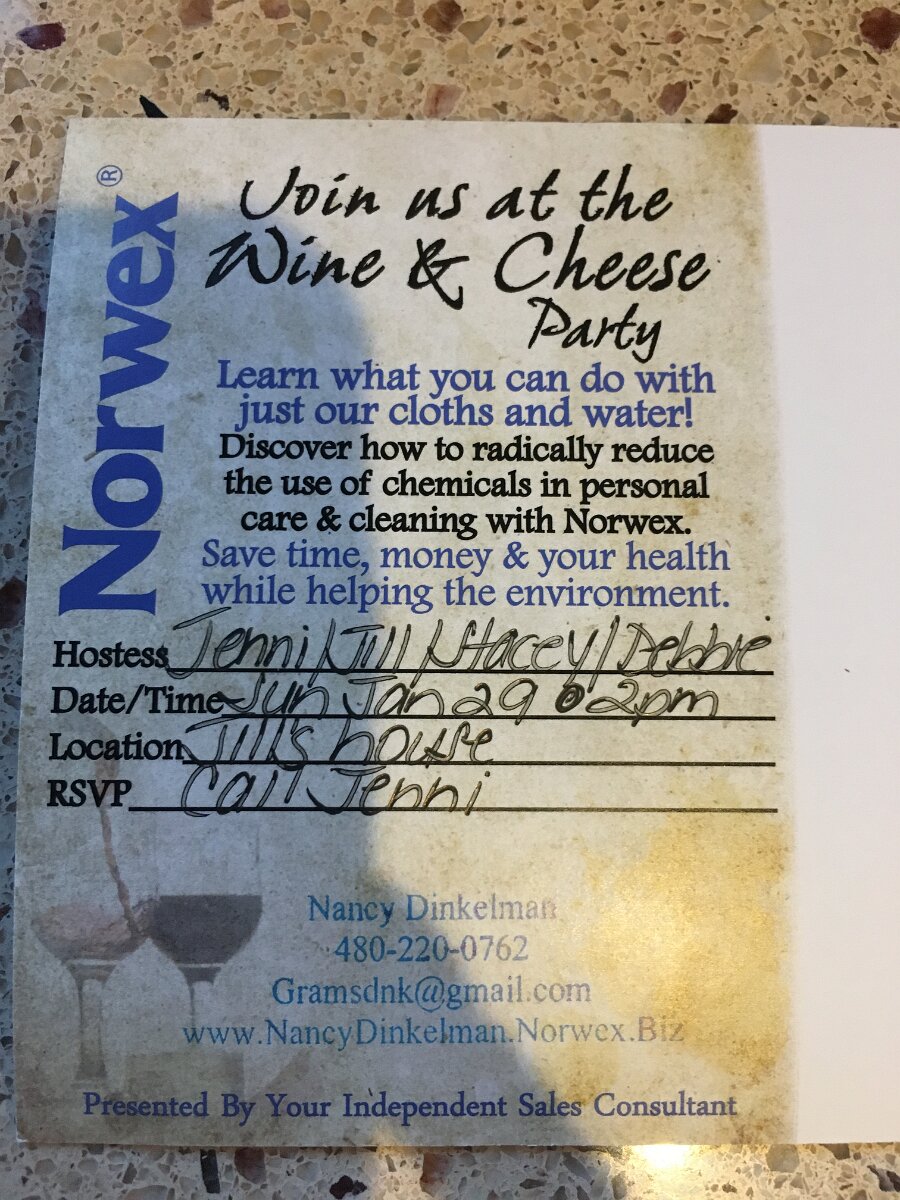 Norwex®
Join us at the
Wine & Cheese
Party
Learn what you can do with
just our cloths and water!
Discover how to radically reduce
the use of chemicals in personal
care & cleaning with Norwex.
Save time, money & your health
while helping the environment.
Hostess Jenni/Jill/Stacey/Debbie
Date/Time Sun Jan 29 @ 2pm
Location Jill's house
RSVP Call Jenni
Nancy Dinkelman
480-220-0762
Gramsdnk@gmail.com
www.NancyDinkelman.Norwex.Biz
Presented By Your Independent Sales Consultant